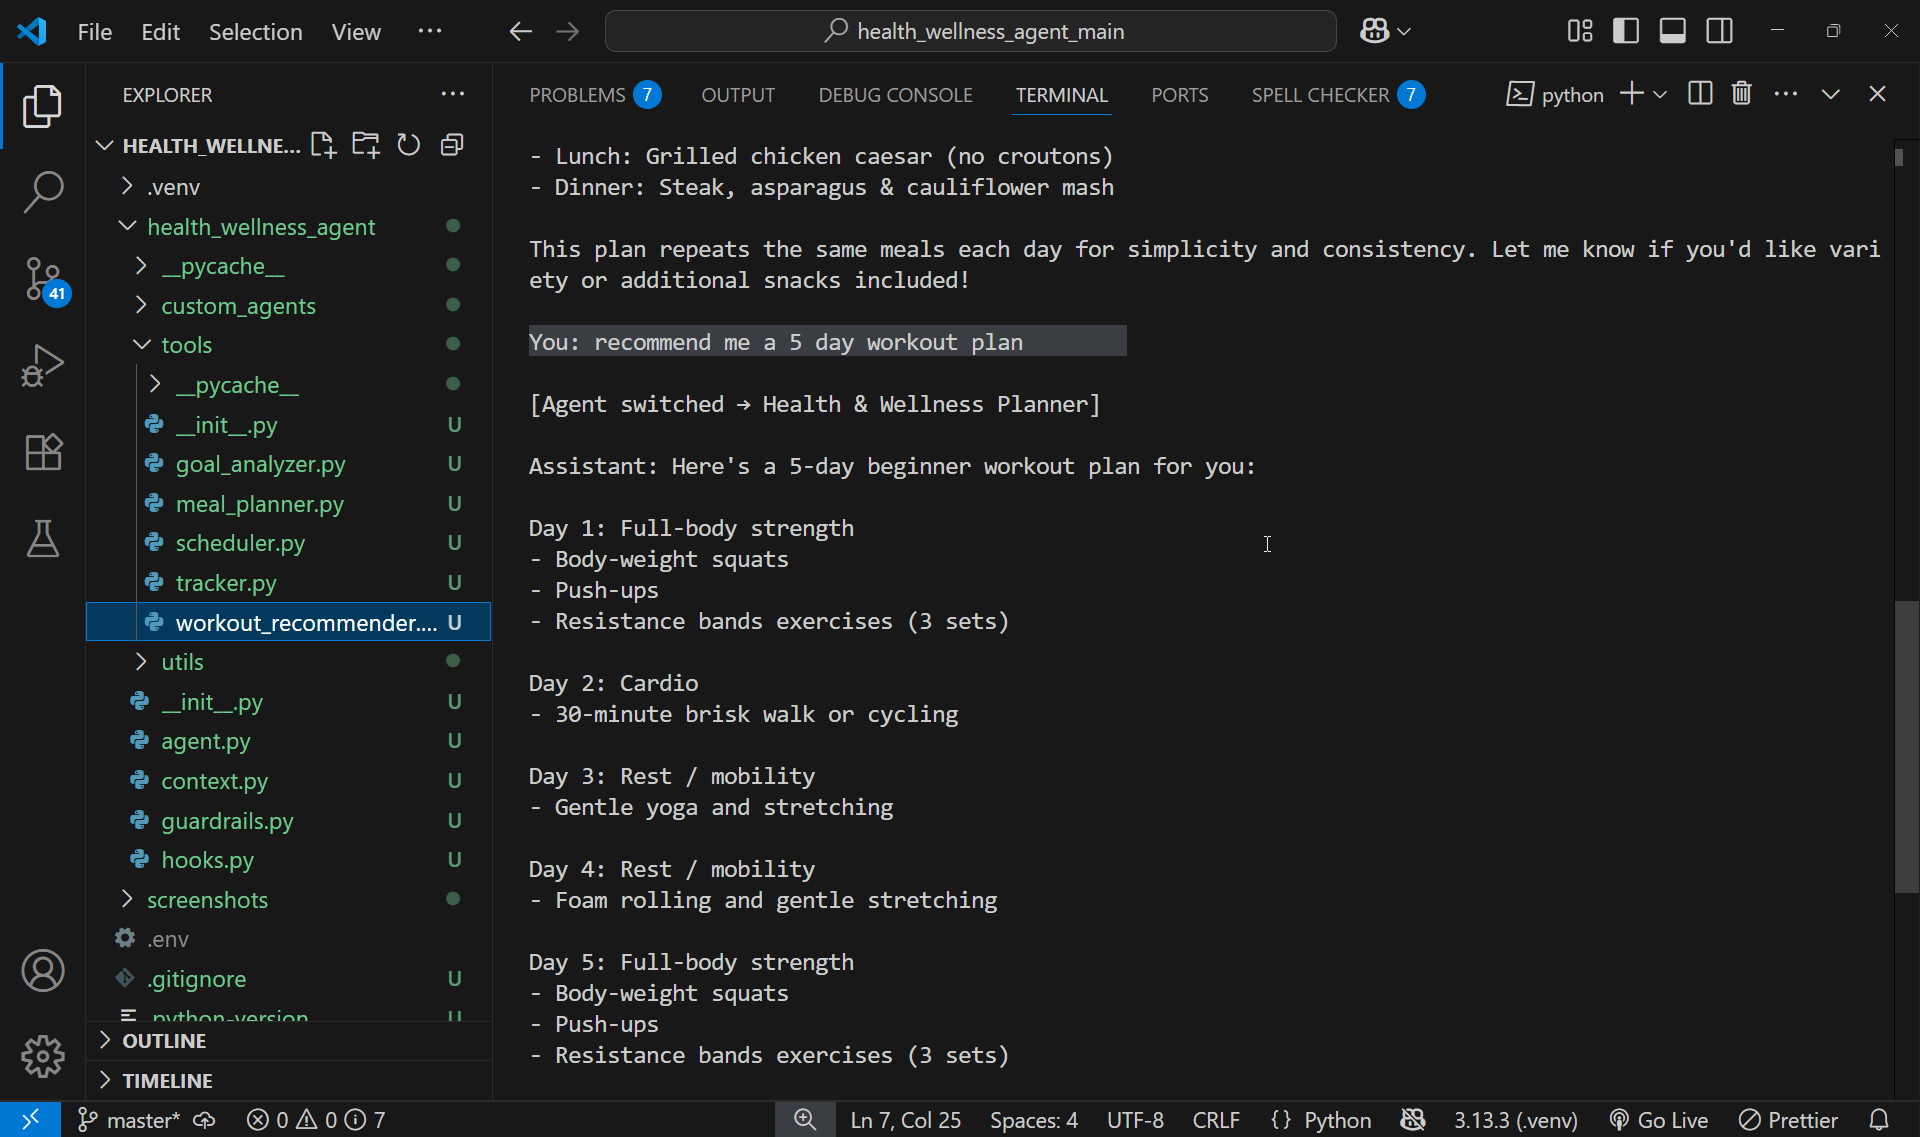 File Edit Selection View ···
health_wellness_agent_main
EXPLORER ···
HEALTH_WELLNE...
.venv
health_wellness_agent
__pycache__
custom_agents
tools
__pycache__
__init__.py U
goal_analyzer.py U
meal_planner.py U
scheduler.py U
tracker.py U
workout_recommender.... U
utils
__init__.py U
agent.py U
context.py U
guardrails.py U
hooks.py U
screenshots
.env
.gitignore U
.python-version U
OUTLINE
TIMELINE
41
PROBLEMS 7 OUTPUT DEBUG CONSOLE TERMINAL PORTS SPELL CHECKER 7 python
- Lunch: Grilled chicken caesar (no croutons)
- Dinner: Steak, asparagus & cauliflower mash
This plan repeats the same meals each day for simplicity and consistency. Let me know if you'd like vari
ety or additional snacks included!
You: recommend me a 5 day workout plan
[Agent switched → Health & Wellness Planner]
Assistant: Here's a 5-day beginner workout plan for you:
Day 1: Full-body strength
- Body-weight squats
- Push-ups
- Resistance bands exercises (3 sets)
Day 2: Cardio
- 30-minute brisk walk or cycling
Day 3: Rest / mobility
- Gentle yoga and stretching
Day 4: Rest / mobility
- Foam rolling and gentle stretching
Day 5: Full-body strength
- Body-weight squats
- Push-ups
- Resistance bands exercises (3 sets)
master* 0 0 7 Ln 7, Col 25 Spaces: 4 UTF-8 CRLF {} Python 3.13.3 (.venv) Go Live Prettier